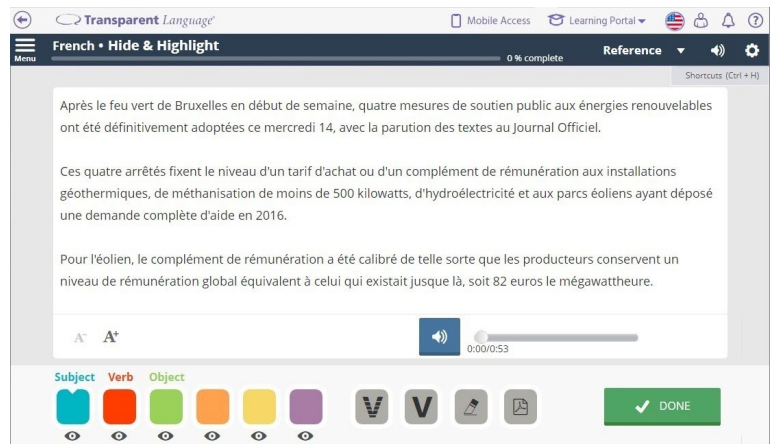 Transparent Language®
Mobile Access
Learning Portal
Menu
French • Hide & Highlight
0 % complete
Reference
Shortcuts (Ctrl + H)
Après le feu vert de Bruxelles en début de semaine, quatre mesures de soutien public aux énergies renouvelables
ont été définitivement adoptées ce mercredi 14, avec la parution des textes au Journal Officiel.
Ces quatre arrêtés fixent le niveau d'un tarif d'achat ou d'un complément de rémunération aux installations
géothermiques, de méthanisation de moins de 500 kilowatts, d'hydroélectricité et aux parcs éoliens ayant déposé
une demande complète d'aide en 2016.
Pour l'éolien, le complément de rémunération a été calibré de telle sorte que les producteurs conservent un
niveau de rémunération global équivalent à celui qui existait jusque là, soit 82 euros le mégawattheure.
A⁻ A⁺
0:00/0:53
Subject Verb Object
V V
DONE